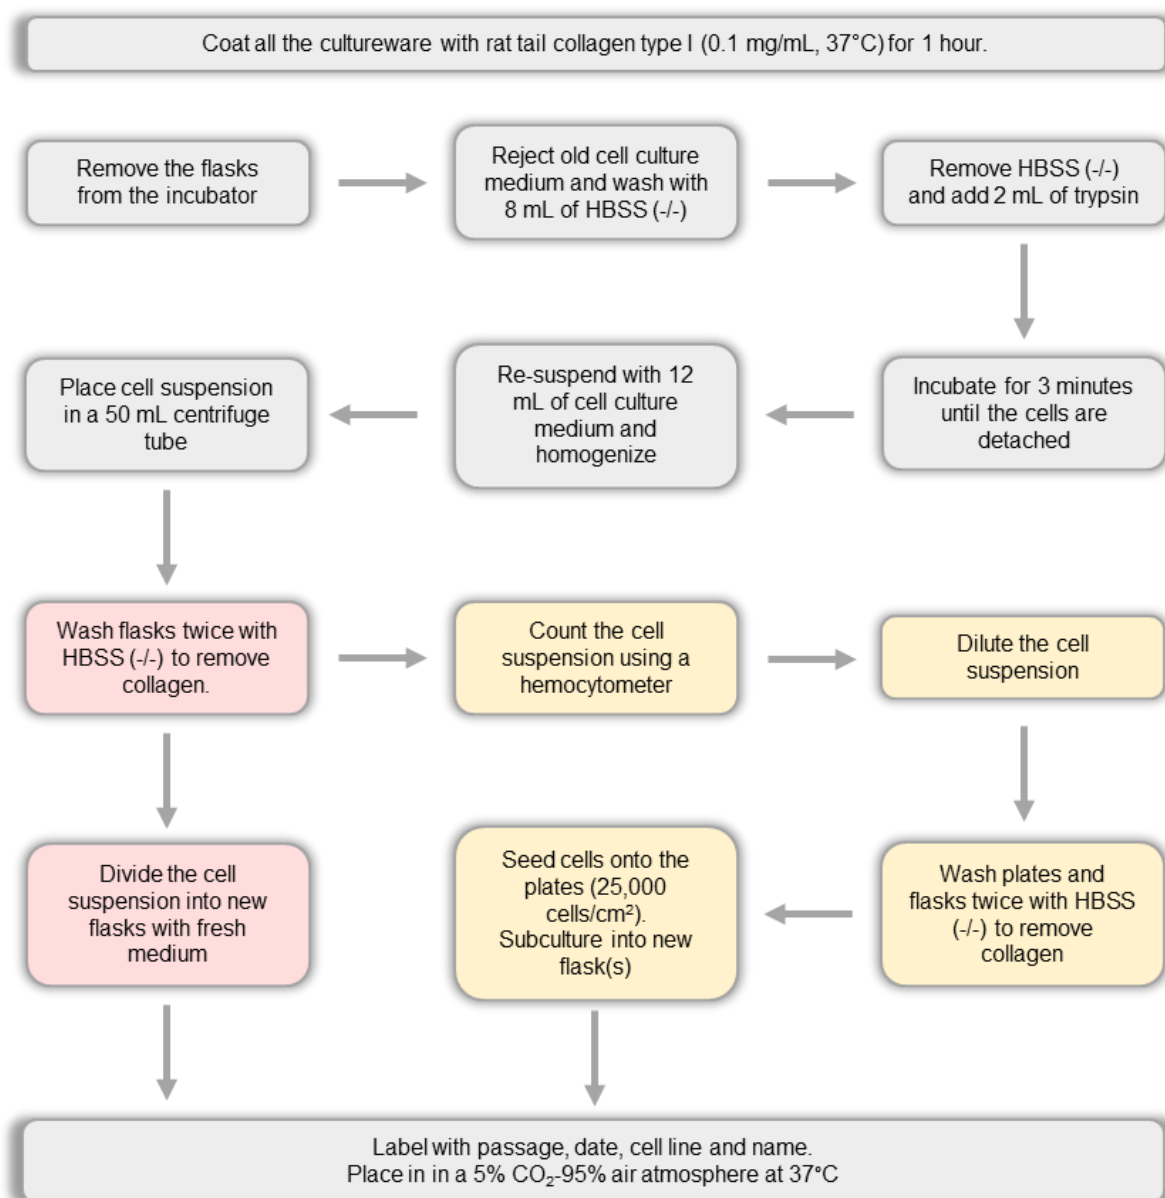 Coat all the cultureware with rat tail collagen type I (0.1 mg/mL, 37°C) for 1 hour.
Remove the flasks
from the incubator
Reject old cell culture
medium and wash with
8 mL of HBSS (-/-)
Remove HBSS (-/-)
and add 2 mL of trypsin
Incubate for 3 minutes
until the cells are
detached
Re-suspend with 12
mL of cell culture
medium and
homogenize
Place cell suspension
in a 50 mL centrifuge
tube
Wash flasks twice with
HBSS (-/-) to remove
collagen.
Count the cell
suspension using a
hemocytometer
Dilute the cell
suspension
Wash plates and
flasks twice with HBSS
(-/-) to remove
collagen
Seed cells onto the
plates (25,000
cells/cm²).
Subculture into new
flask(s)
Divide the cell
suspension into new
flasks with fresh
medium
Label with passage, date, cell line and name.
Place in in a 5% CO₂-95% air atmosphere at 37°C